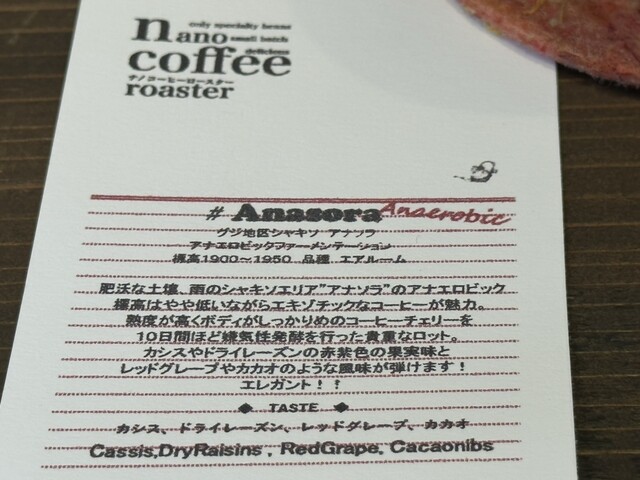 nano
only specialty beans
small batch
delicious
coffee
ナノコーヒーロースター
roaster
# Anasora Anaerobic
グジ地区シャキソ アナソラ
アナエロビックファーメンテーション
標高1900~1950 品種 エアルーム
肥沃な土壌、雨のシャキソエリア"アナソラ"のアナエロビック
標高はやや低いながらエキゾチックなコーヒーが魅力。
熟度が高くボディがしっかりめのコーヒーチェリーを
10日間ほど嫌気性発酵を行った貴重なロット。
カシスやドライレーズンの赤紫色の果実味と
レッドグレープやカカオのような風味が弾けます!
エレガント!!
◆ TASTE ◆
カシス、ドライレーズン、レッドグレープ、カカオ
Cassis,DryRaisins , RedGrape, Cacaonibs